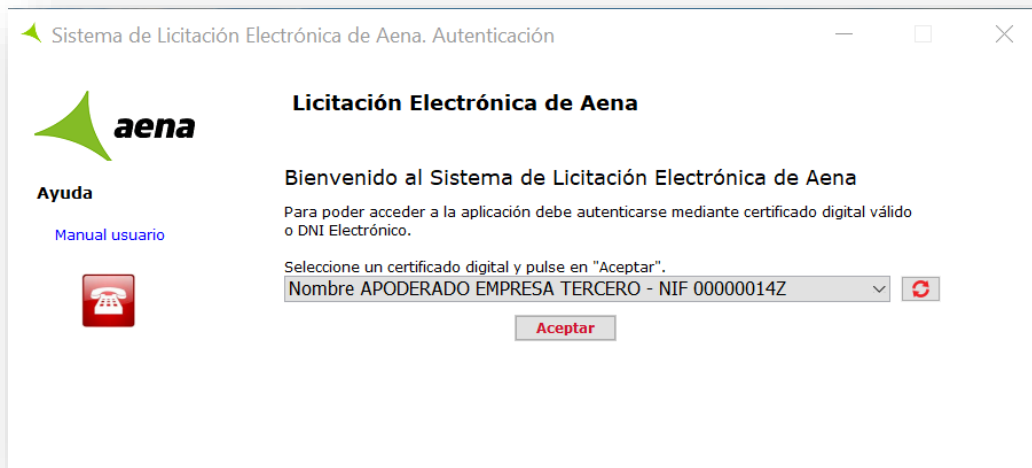 Sistema de Licitación Electrónica de Aena. Autenticación
aena
Licitación Electrónica de Aena
Ayuda
Manual usuario
Bienvenido al Sistema de Licitación Electrónica de Aena
Para poder acceder a la aplicación debe autenticarse mediante certificado digital válido
o DNI Electrónico.
Seleccione un certificado digital y pulse en "Aceptar".
Nombre APODERADO EMPRESA TERCERO - NIF 00000014Z
Aceptar